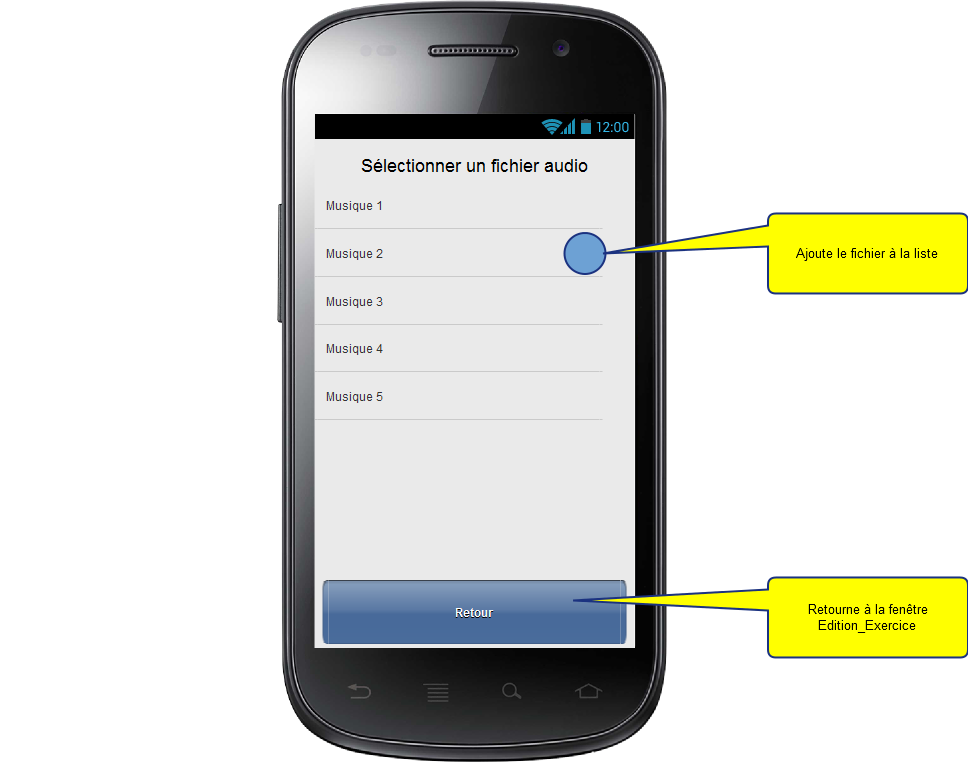 12:00
Sélectionner un fichier audio
Musique 1
Musique 2
Ajoute le fichier à la liste
Musique 3
Musique 4
Musique 5
Retour
Retourne à la fenêtre
Edition_Exercice